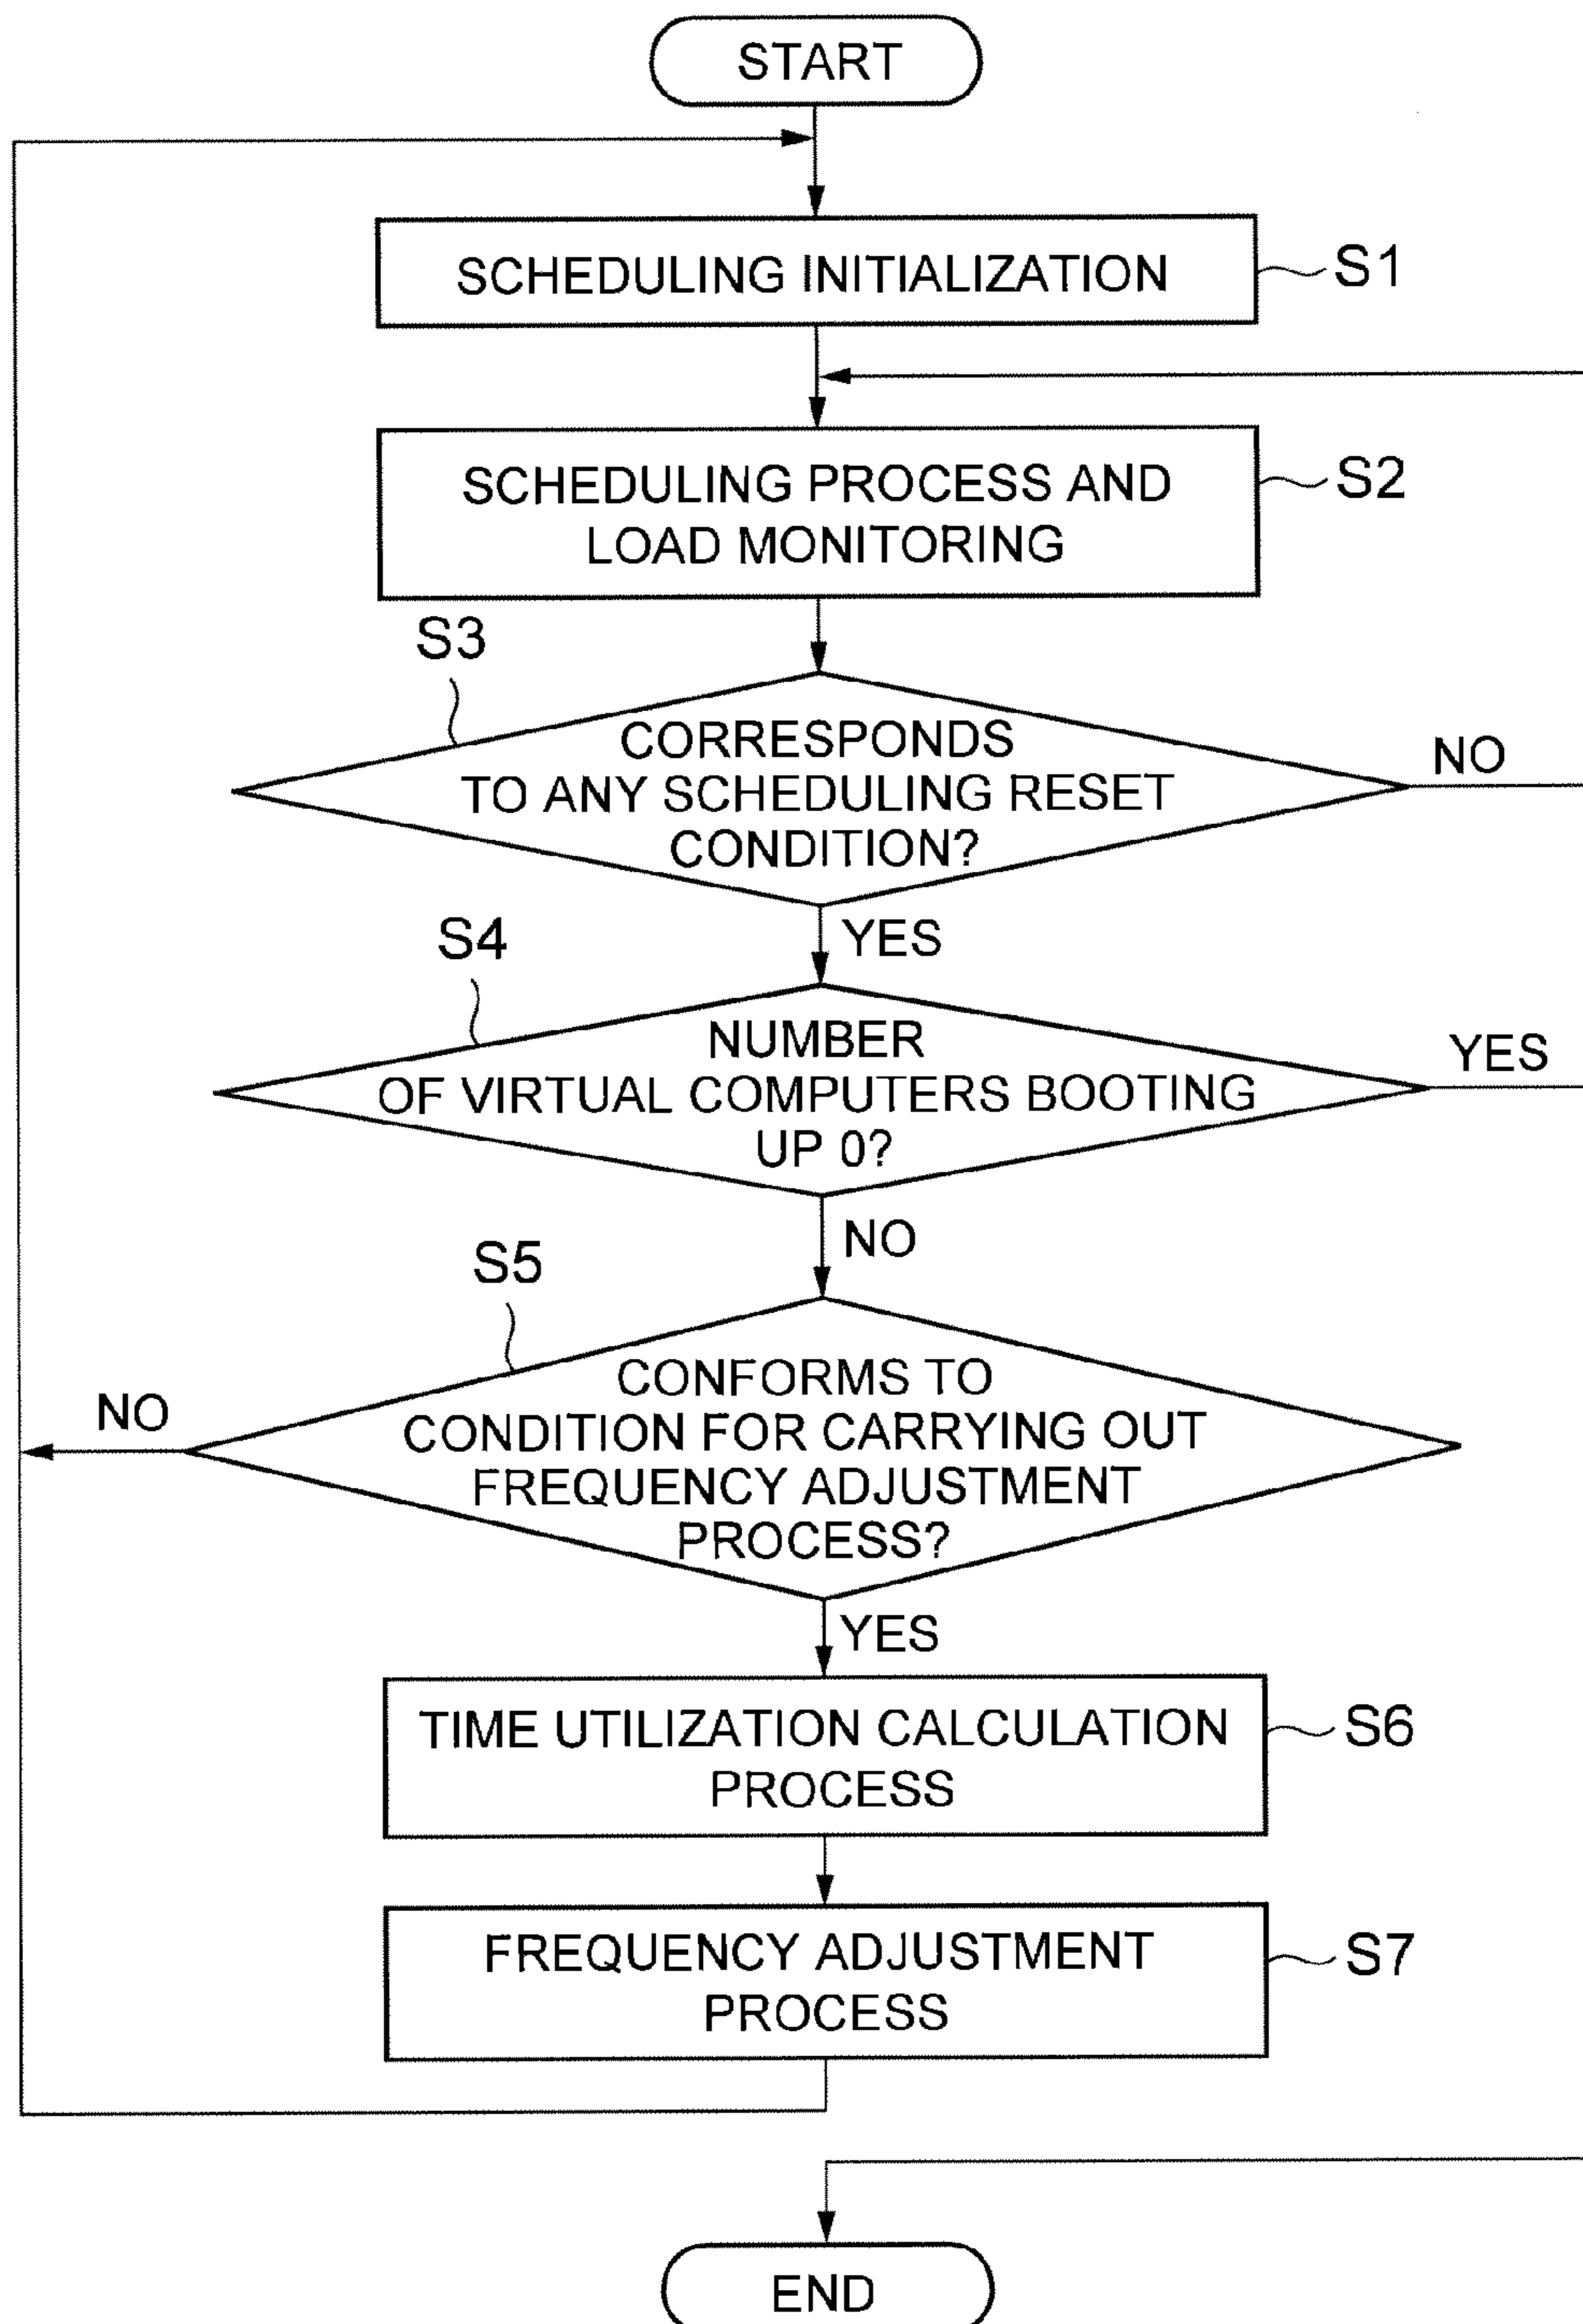 START
SCHEDULING INITIALIZATION
S1
SCHEDULING PROCESS AND
LOAD MONITORING
S2
S3
CORRESPONDS
TO ANY SCHEDULING RESET
CONDITION?
NO
YES
S4
NUMBER
OF VIRTUAL COMPUTERS BOOTING
UP 0?
YES
NO
S5
CONFORMS TO
CONDITION FOR CARRYING OUT
FREQUENCY ADJUSTMENT
PROCESS?
NO
YES
TIME UTILIZATION CALCULATION
PROCESS
S6
FREQUENCY ADJUSTMENT
PROCESS
S7
END